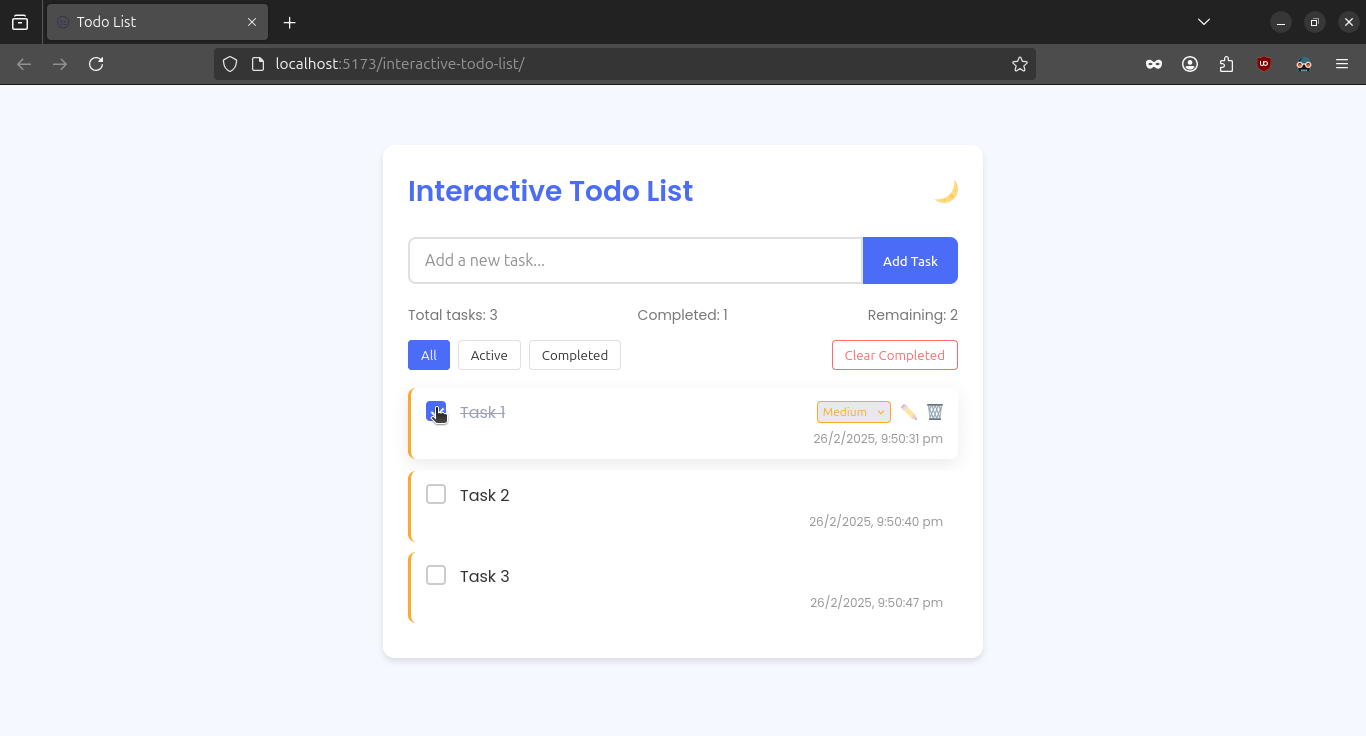 Todo List
localhost:5173/interactive-todo-list/
Interactive Todo List
Add a new task...
Add Task
Total tasks: 3
Completed: 1
Remaining: 2
All
Active
Completed
Clear Completed
Task 1
Medium
26/2/2025, 9:50:31 pm
Task 2
26/2/2025, 9:50:40 pm
Task 3
26/2/2025, 9:50:47 pm